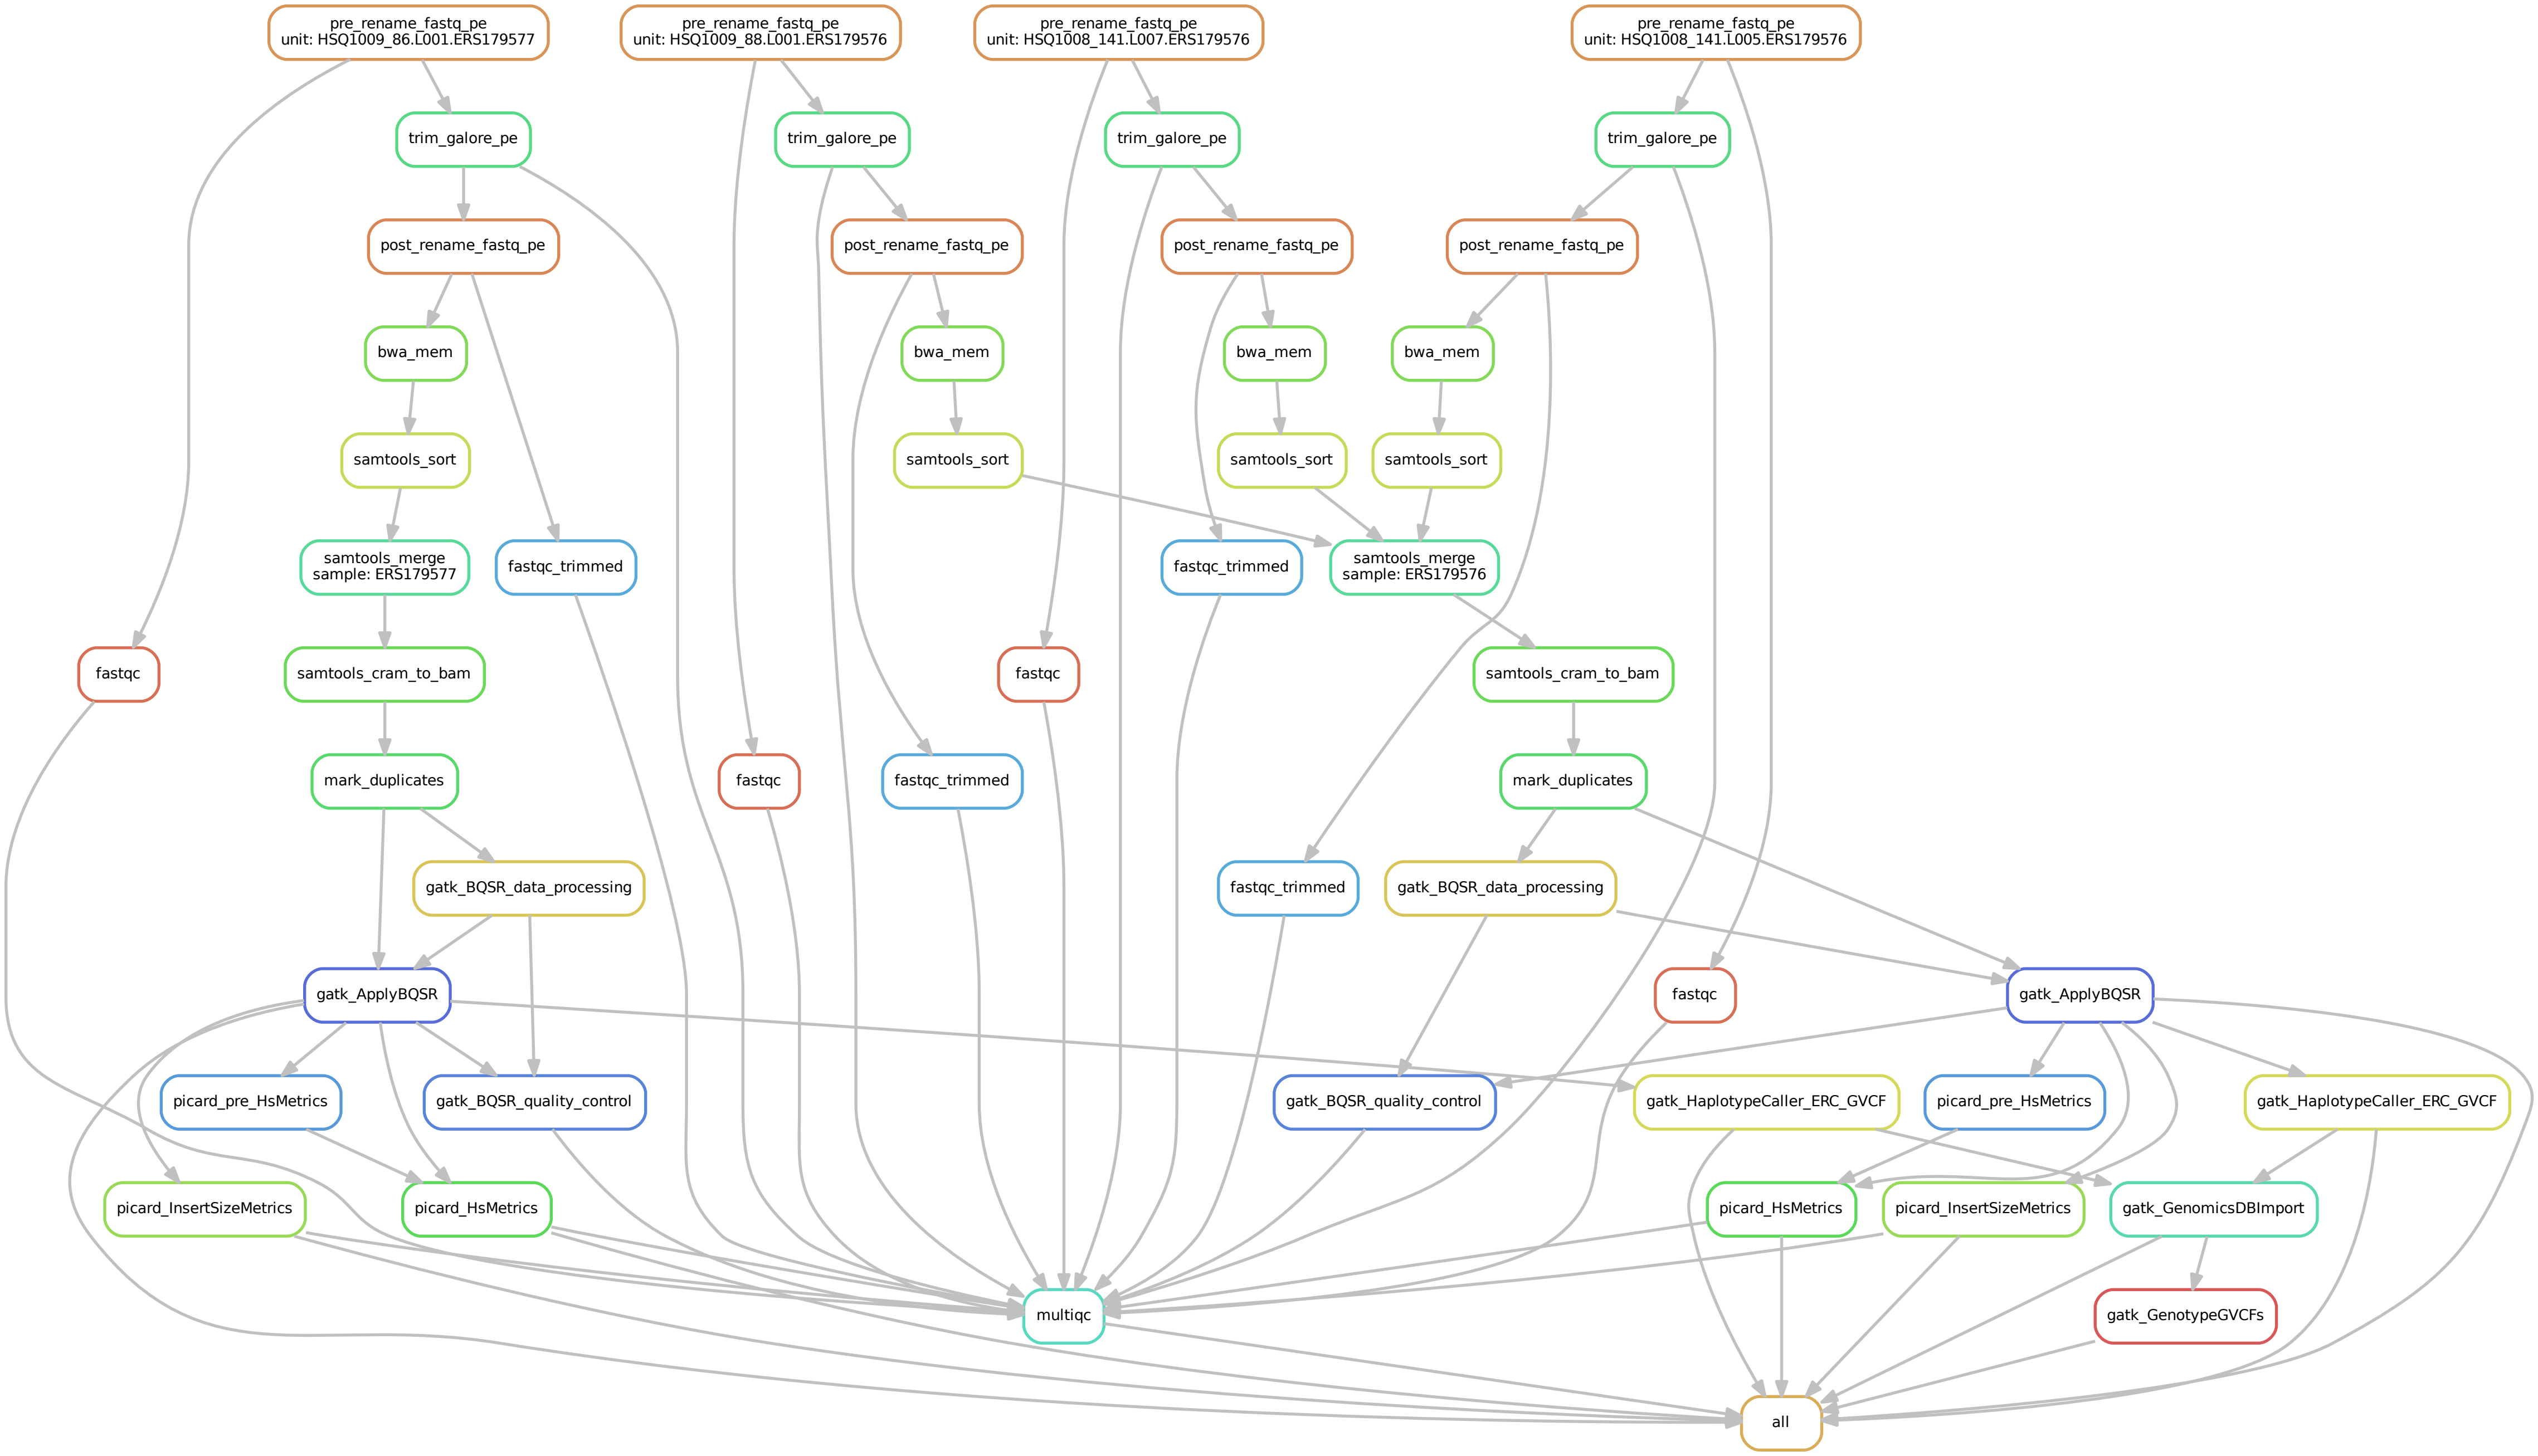 pre_rename_fastq_pe
unit: HSQ1009_86.L001.ERS179577
pre_rename_fastq_pe
unit: HSQ1009_88.L001.ERS179576
pre_rename_fastq_pe
unit: HSQ1008_141.L007.ERS179576
pre_rename_fastq_pe
unit: HSQ1008_141.L005.ERS179576
trim_galore_pe
trim_galore_pe
trim_galore_pe
trim_galore_pe
post_rename_fastq_pe
post_rename_fastq_pe
post_rename_fastq_pe
post_rename_fastq_pe
bwa_mem
bwa_mem
bwa_mem
bwa_mem
samtools_sort
samtools_sort
samtools_sort
samtools_sort
samtools_merge
sample: ERS179577
fastqc_trimmed
fastqc_trimmed
samtools_merge
sample: ERS179576
fastqc
samtools_cram_to_bam
fastqc
samtools_cram_to_bam
mark_duplicates
fastqc
fastqc_trimmed
mark_duplicates
gatk_BQSR_data_processing
fastqc_trimmed
gatk_BQSR_data_processing
gatk_ApplyBQSR
fastqc
gatk_ApplyBQSR
picard_pre_HsMetrics
gatk_BQSR_quality_control
gatk_BQSR_quality_control
gatk_HaplotypeCaller_ERC_GVCF
picard_pre_HsMetrics
gatk_HaplotypeCaller_ERC_GVCF
picard_InsertSizeMetrics
picard_HsMetrics
picard_HsMetrics
picard_InsertSizeMetrics
gatk_GenomicsDBImport
multiqc
gatk_GenotypeGVCFs
all